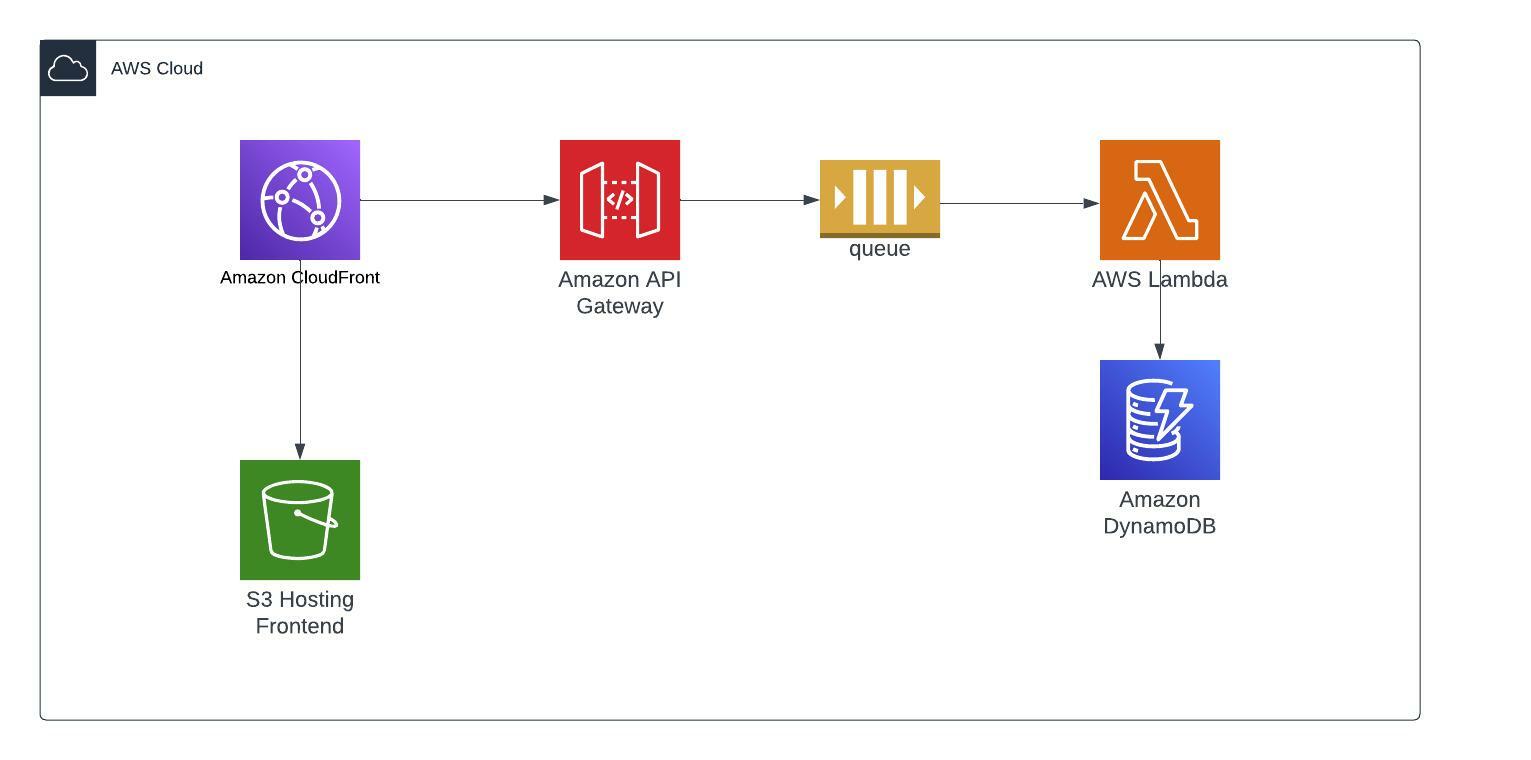 AWS Cloud
Amazon CloudFront
Amazon API
Gateway
</>
queue
AWS Lambda
Amazon
DynamoDB
S3 Hosting
Frontend